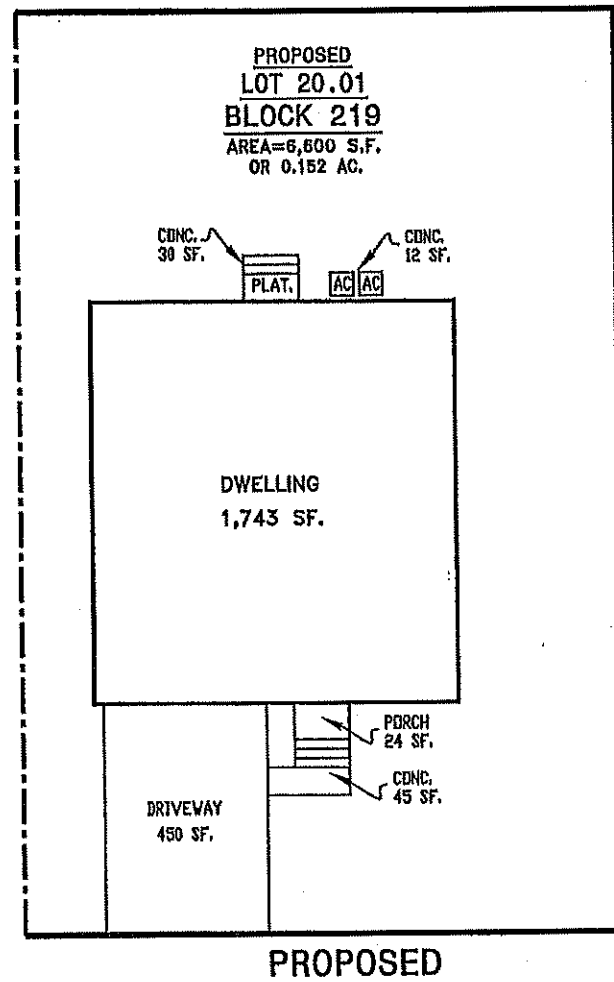 PROPOSED
LOT 20.01
BLOCK 219
AREA=6,600 S.F.
OR 0.152 AC.
CONC.
30 SF.
CONC.
12 SF.
PLAT.
AC AC
DWELLING
1,743 SF.
PORCH
24 SF.
CONC.
45 SF.
DRIVEWAY
450 SF.
PROPOSED